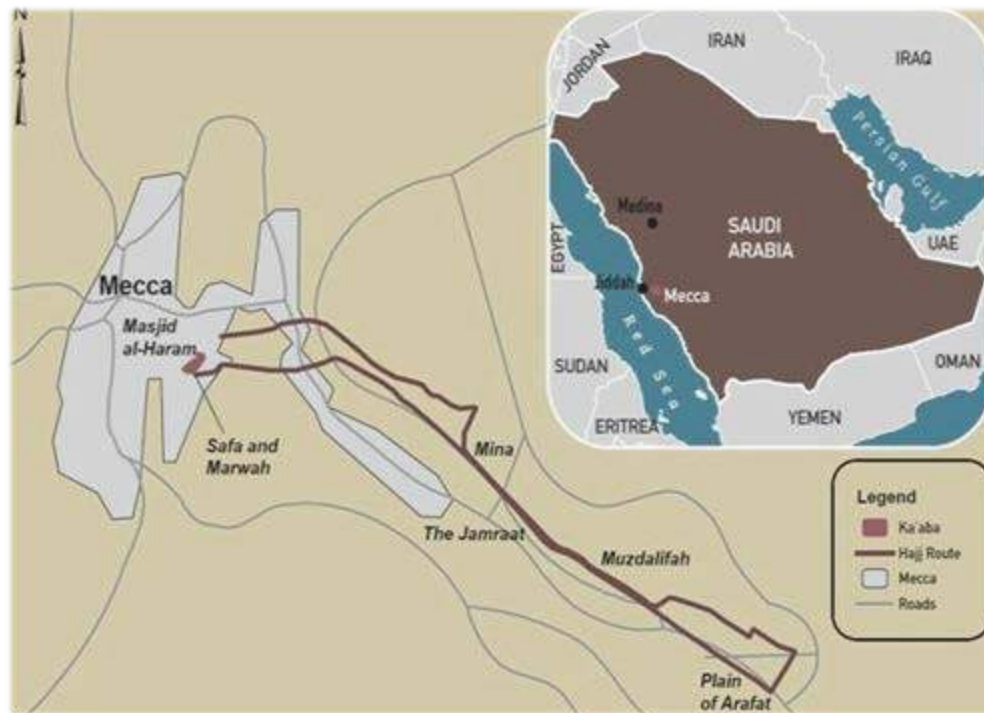 N
Mecca
Masjid
al-Haram
Safa and
Marwah
Mina
The Jamraat
Muzdalifah
Plain
of Arafat
JORDAN
IRAN
IRAQ
Persian Gulf
Medina
SAUDI
ARABIA
UAE
EGYPT
Jiddah
Mecca
Red Sea
SUDAN
OMAN
ERITREA
YEMEN
Legend
Ka'aba
Hajj Route
Mecca
Roads